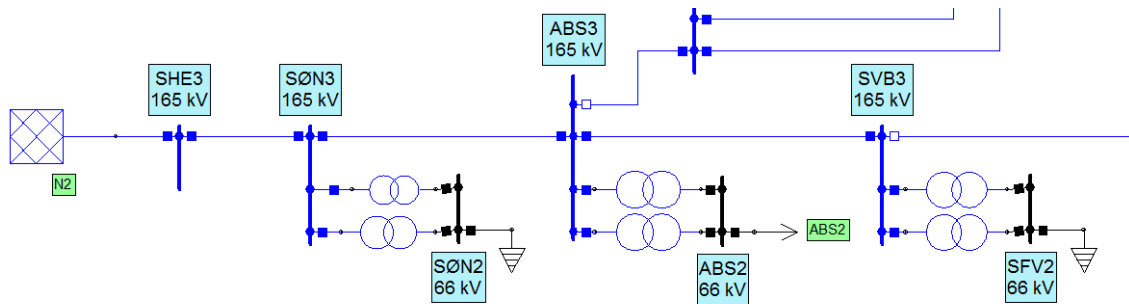 ABS3
165 kV
SHE3
165 kV
SØN3
165 kV
SVB3
165 kV
N2
ABS2
SØN2
66 kV
ABS2
66 kV
SFV2
66 kV